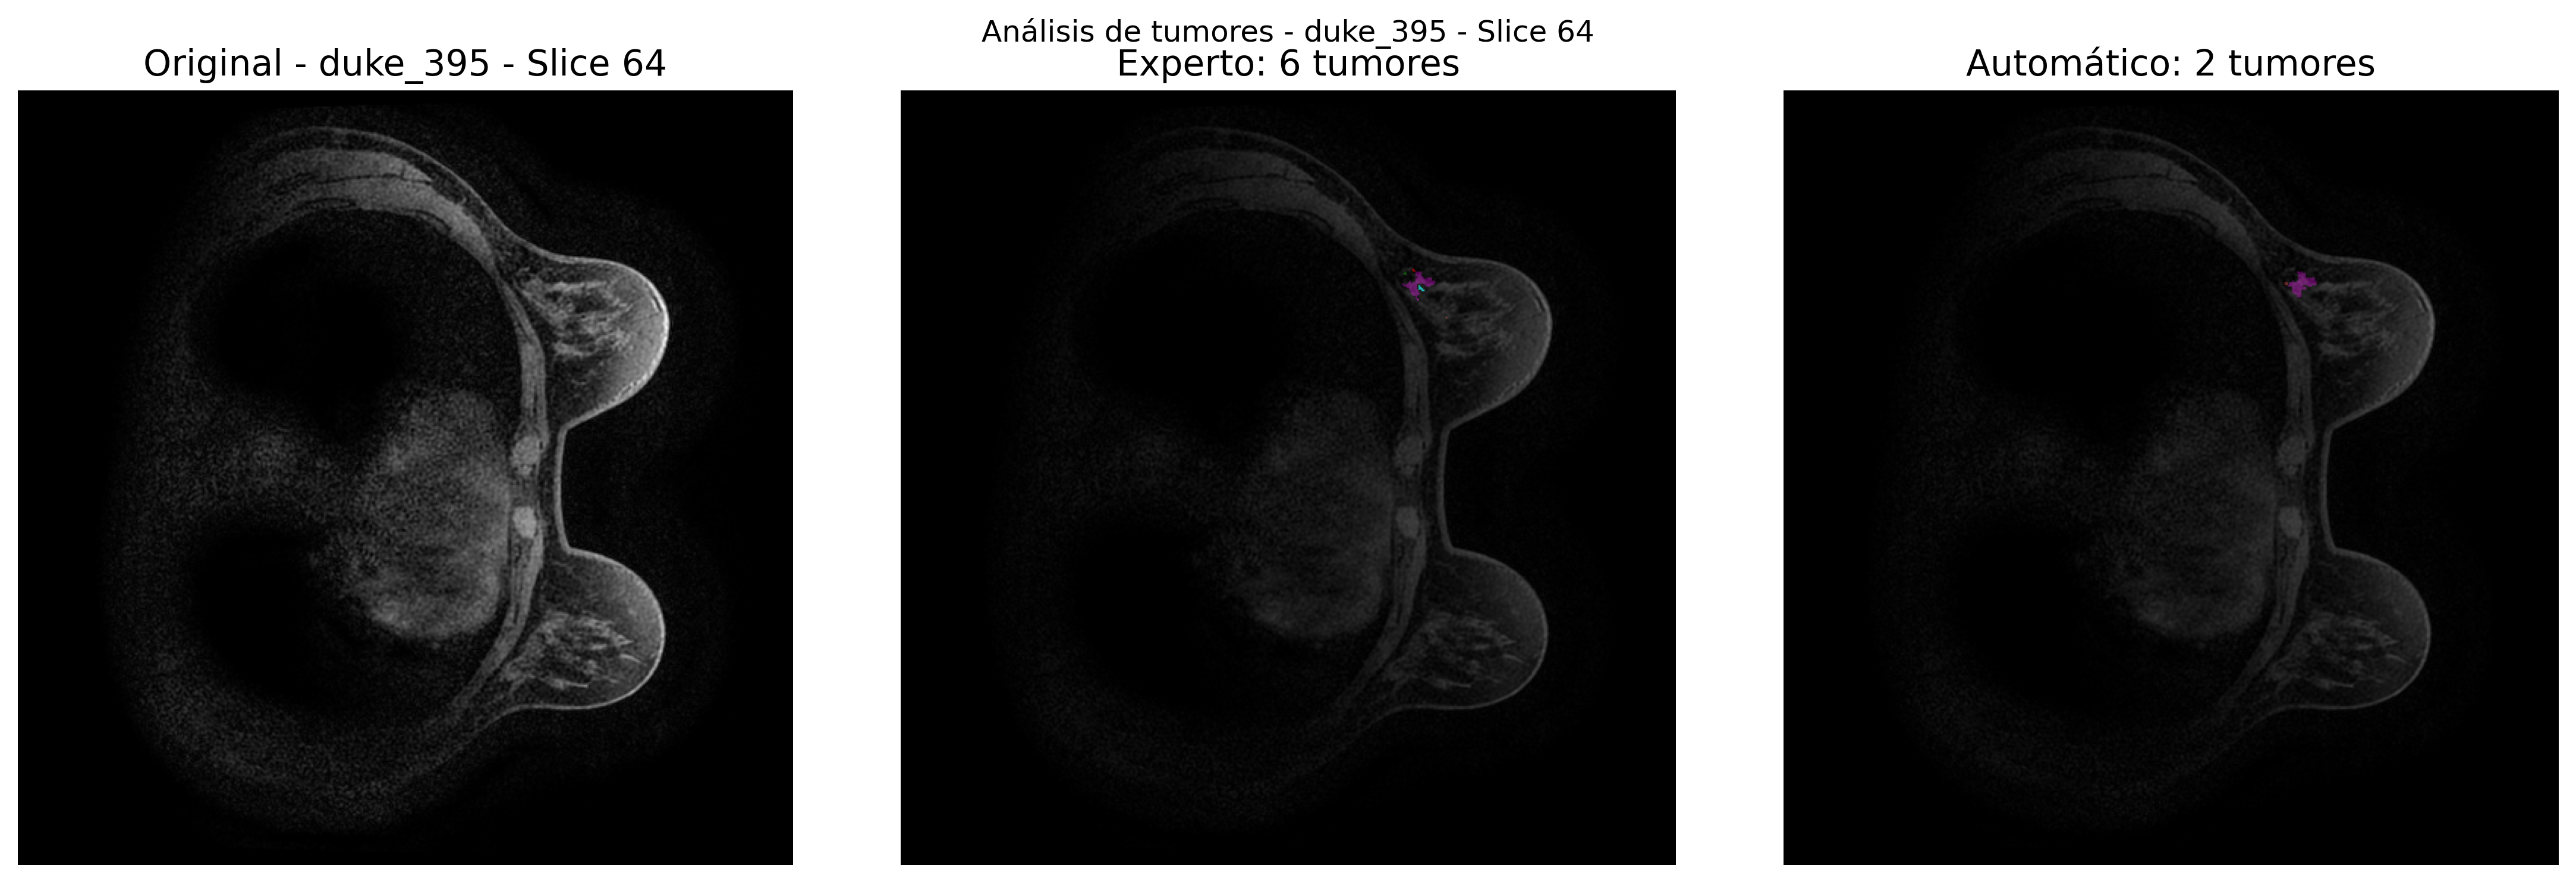 Análisis de tumores - duke_395 - Slice 64
Original - duke_395 - Slice 64
Experto: 6 tumores
Automático: 2 tumores